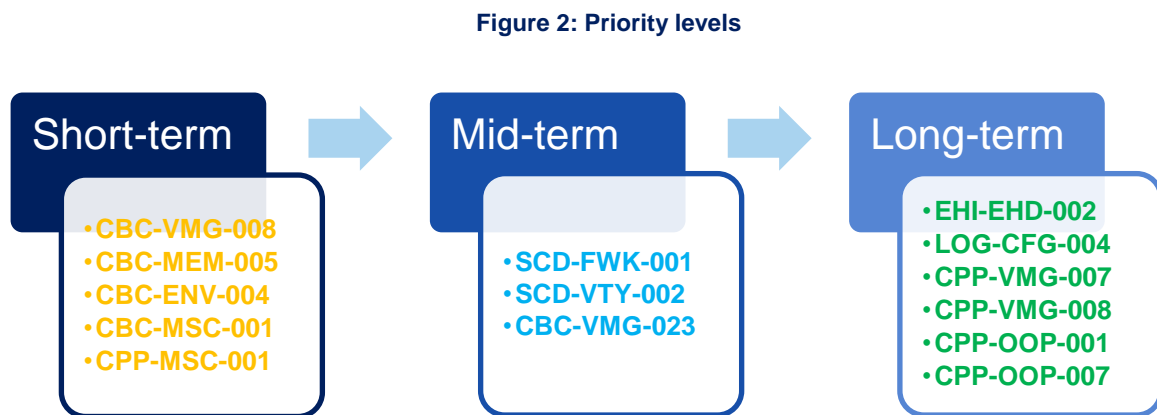 Figure 2: Priority levels
Short-term
•CBC-VMG-008
•CBC-MEM-005
•CBC-ENV-004
•CBC-MSC-001
•CPP-MSC-001
Mid-term
•SCD-FWK-001
•SCD-VTY-002
•CBC-VMG-023
Long-term
•EHI-EHD-002
•LOG-CFG-004
•CPP-VMG-007
•CPP-VMG-008
•CPP-OOP-001
•CPP-OOP-007